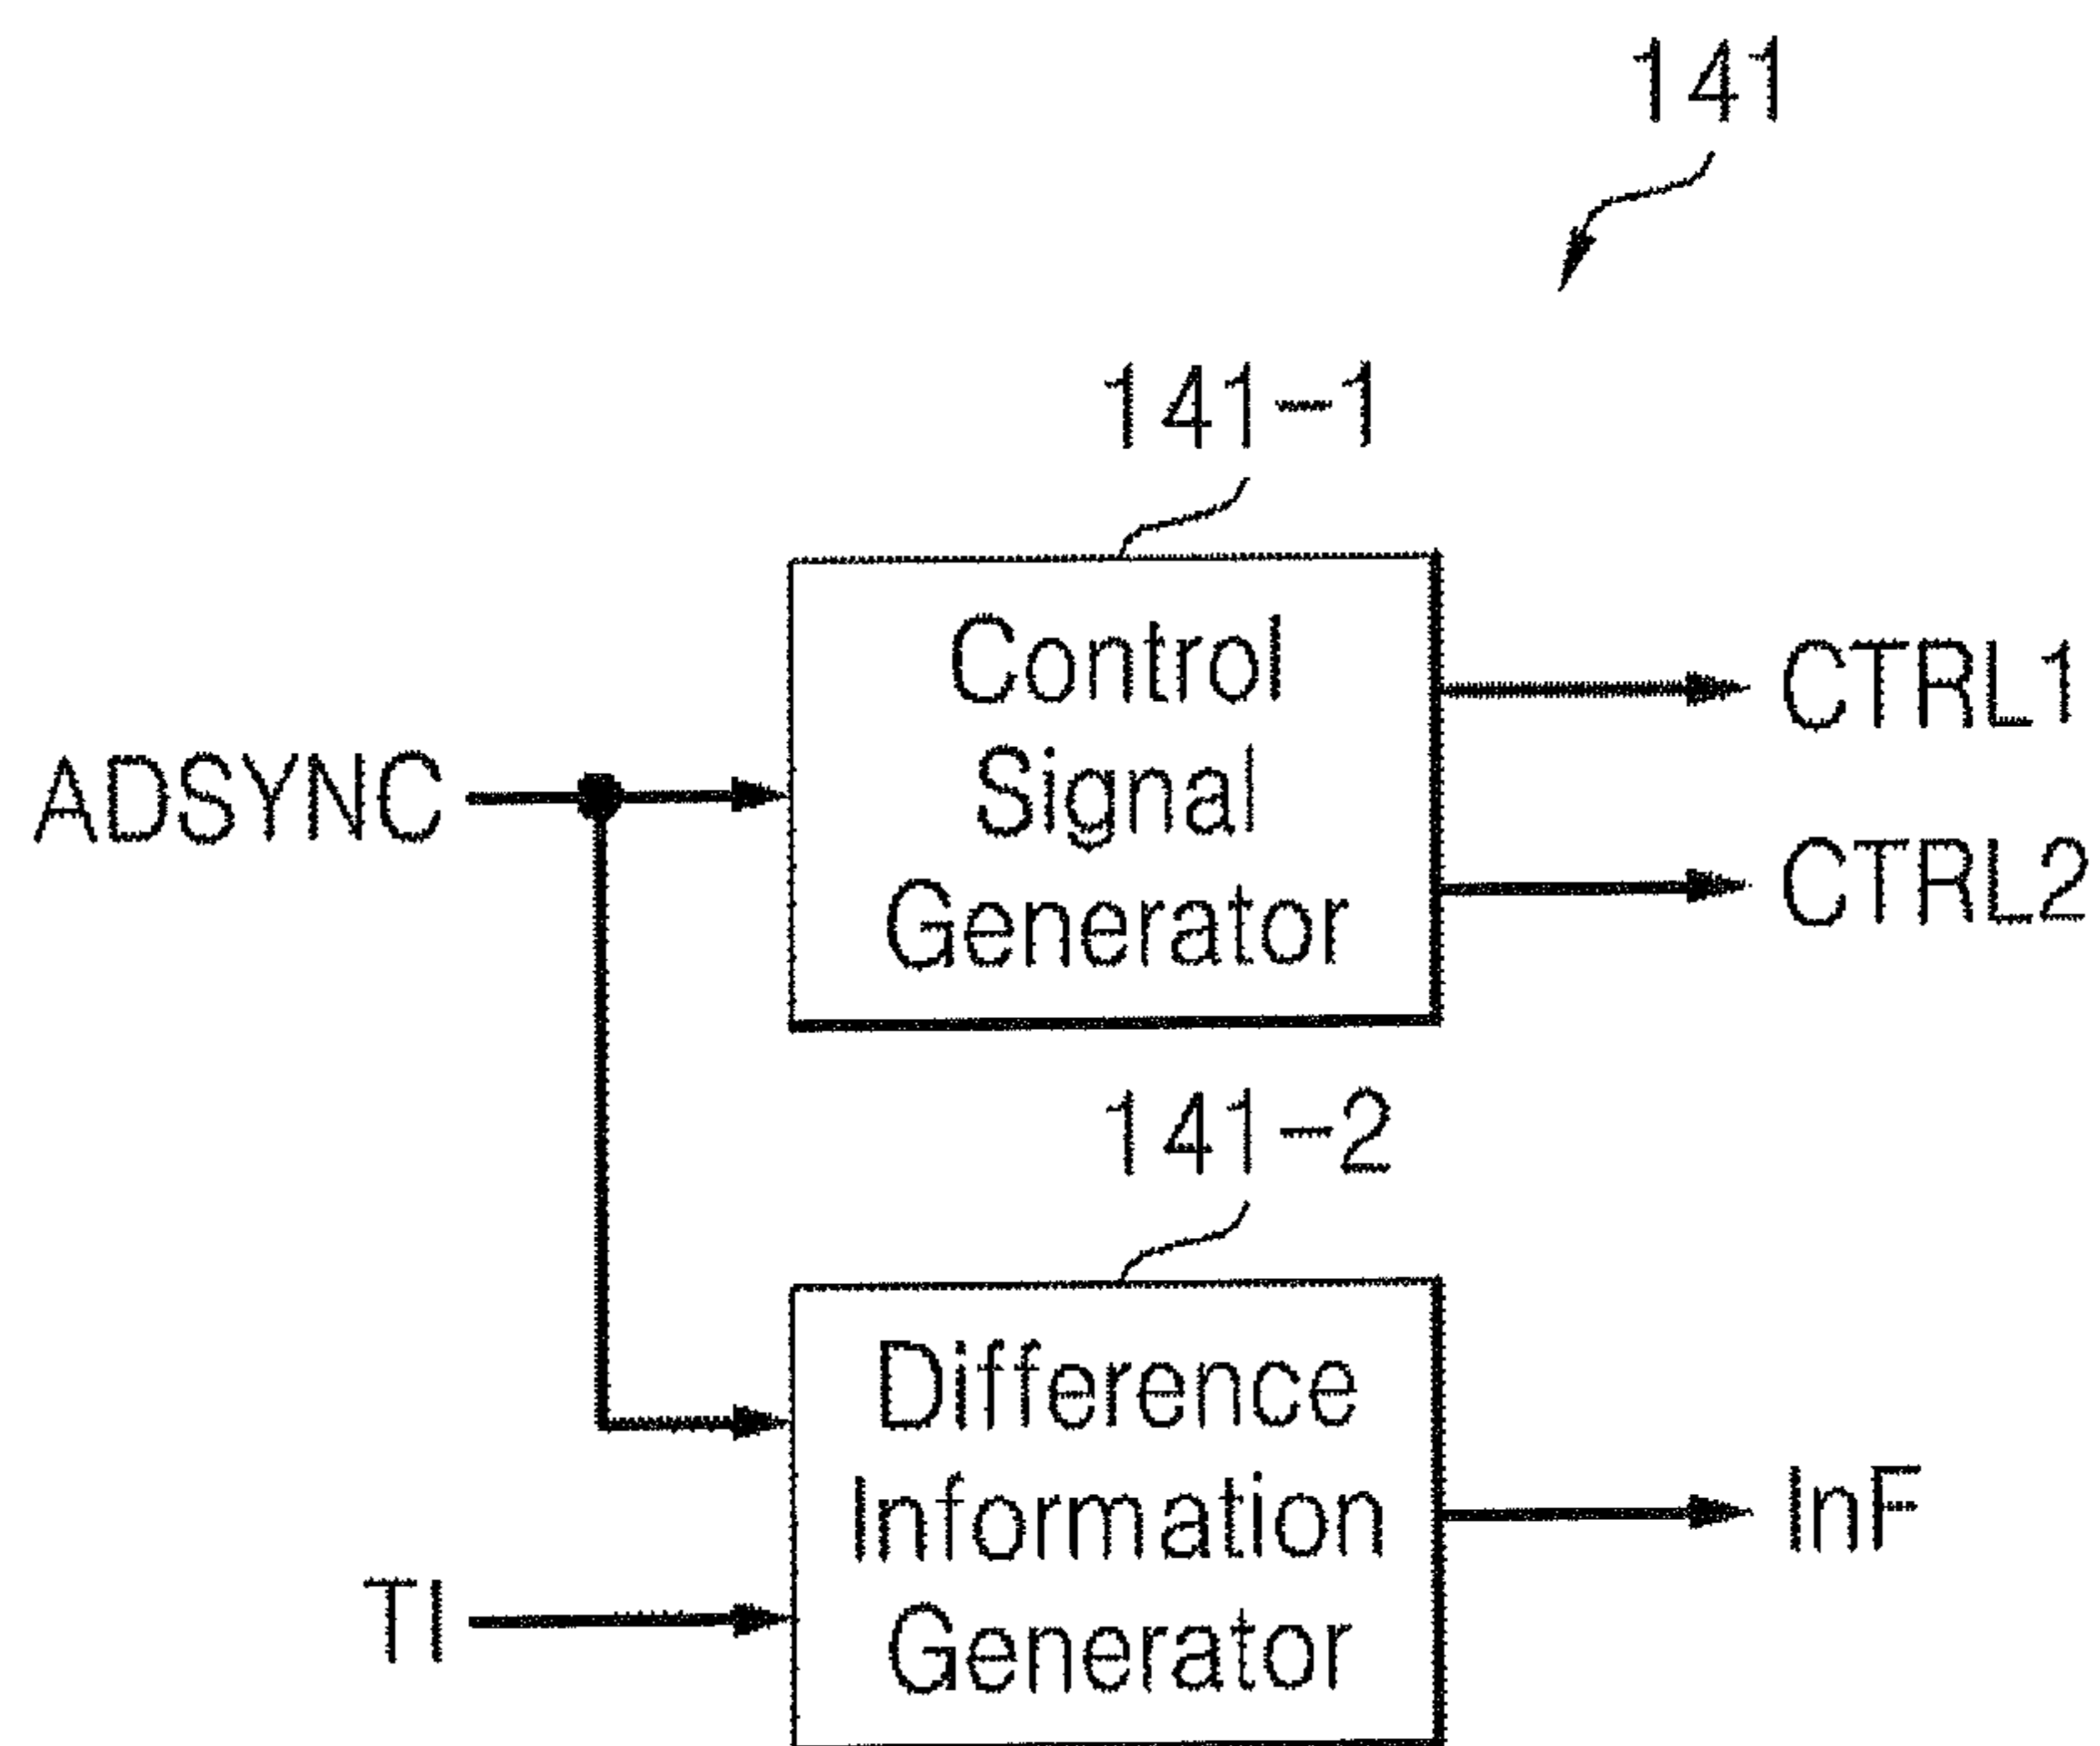 141
141-1
Control
Signal
Generator
ADSYNC
CTRL1
CTRL2
141-2
Difference
Information
Generator
TI
InF